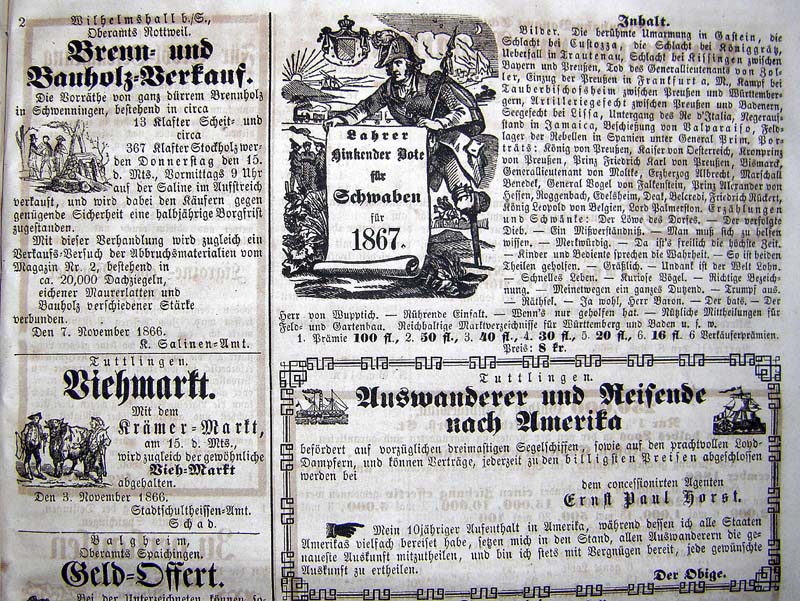 2
Wilhelmshall b./S.,
Oberamts Rottweil.
Brenn- und
Bauholz-Verkauf.
Die Vorräthe von ganz dürrem Brennholz
in Schwenningen, bestehend in circa
13 Klafter Scheit- und
circa
367 Klafter Stockholz wer-
den Donnerstag den 15.
d. Mts., Vormittags 9 Uhr
auf der Saline im Aufstreich
verkauft, und wird dabei den Käufern gegen
genügende Sicherheit eine halbjährige Borgfrist
zugestanden.
Mit dieser Verhandlung wird zugleich ein
Verkaufs-Versuch der Abbruchsmaterialien vom
Magazin Nr. 2, bestehend in
ca. 20,000 Dachziegeln,
eichener Maurerlatten und
Bauholz verschiedener Stärke
verbunden.
Den 7. November 1866.
K. Salinen-Amt.
Tuttlingen.
Viehmarkt.
Mit dem
Krämer-Markt,
am 15. d. Mts.,
wird zugleich der gewöhnliche
Vieh-Markt
abgehalten.
Den 3. November 1866.
Stadtschultheissen-Amt.
Schad.
Balgheim,
Oberamts Spaichingen.
Geld-Offert.
Bei der Unterzeichneten können so-
Lahrer
Hinkender Bote
für
Schwaben
für
1867.
Inhalt.
Bilder. Die berühmte Umarmung in Gastein, die
Schlacht bei Custozza, die Schlacht bei Königgrätz,
Ueberfall in Trautenau, Schlacht bei Kissingen zwischen
Bayern und Preußen, Tod des Generallieutenants von Zol-
ler, Einzug der Preußen in Frankfurt a. M., Kampf bei
Tauberbischofsheim zwischen Preußen und Württember-
gern, Artilleriegefecht zwischen Preußen und Badenern,
Seegefecht bei Lissa, Untergang des Re d'Italia, Negerauf-
stand in Jamaica, Beschießung von Valparaiso, Feld-
lager der Rebellen in Spanien unter General Prim. Por-
träts: König von Preußen, Kaiser von Oesterreich, Kronprinz
von Preußen, Prinz Friedrich Karl von Preußen, Bismarck,
Generallieutenant von Moltke, Erzherzog Albrecht, Marschall
Benedek, General Vogel von Falkenstein, Prinz Alexander von
Hessen, Roggenbach, Edelsheim, Deal, Belcredi, Friedrich Rückert,
König Leopold von Belgien, Lord Palmerston. Erzählungen
und Schwänke: Der Löwe des Dorfes. — Der verfolgte
Dieb. — Ein Mißverständniß. — Man muß sich zu helfen
wissen. — Merkwürdig. — Da ist's freilich die höchste Zeit.
— Kinder und Bediente sprechen die Wahrheit. — So ist beiden
Theilen geholfen. — Gräßlich. — Undank ist der Welt Lohn.
— Schnelles Leben. — Kuriose Vögel. — Richtige Bezeich-
nung. — Meinetwegen ein ganzes Dutzend. — Trumpf aus.
— Räthsel. — Ja wohl, Herr Baron. — Der hats. — Der
Herr von Wupptich. — Rührende Einfalt. — Wenn's nur geholfen hat. — Nützliche Mittheilungen für
Feld- und Gartenbau. Reichhaltige Marktverzeichnisse für Württemberg und Baden u. s. w.
1. Prämie 100 fl., 2. 50 fl., 3. 40 fl., 4. 30 fl., 5. 20 fl., 6. 16 fl. 6 Verkäuferprämien.
Preis: 8 kr.
Tuttlingen.
Auswanderer und Reisende
nach Amerika
befördert auf vorzüglichen dreimastigen Segelschiffen, sowie auf den prachtvollen Loyd-
Dampfern, und können Verträge, jederzeit zu den billigsten Preisen abgeschlossen
werden bei
dem concessionirten Agenten
Ernst Paul Horst.
Mein 10jähriger Aufenthalt in Amerika, während dessen ich alle Staaten
Amerikas vielfach bereiset habe, setzen mich in den Stand, allen Auswanderern die ge-
naueste Auskunft mitzutheilen, und bin ich stets mit Vergnügen bereit, jede gewünschte
Auskunft zu ertheilen.
Der Obige.